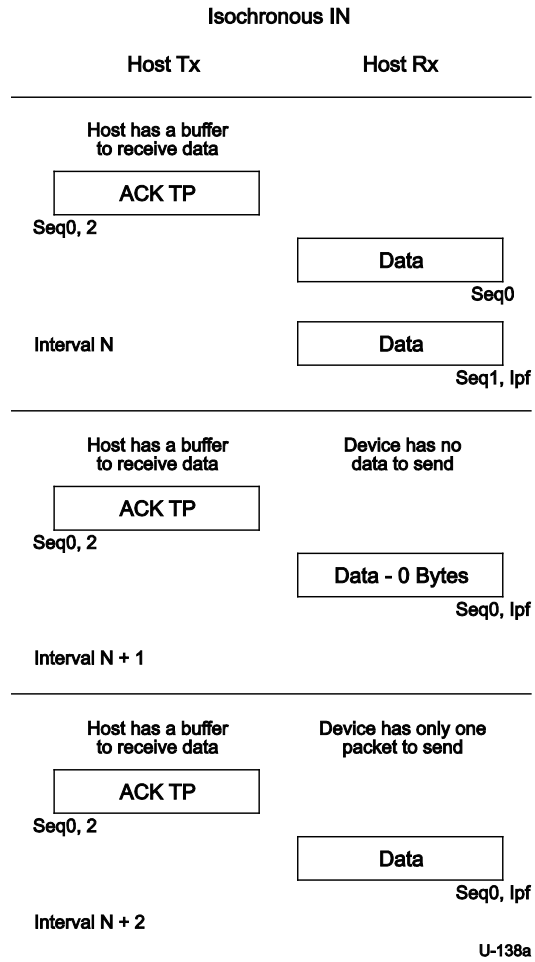 Isochronous IN
Host Tx
Host Rx
Host has a buffer
to receive data
ACK TP
Seq0, 2
Data
Seq0
Interval N
Data
Seq1, lpf
Host has a buffer
to receive data
Device has no
data to send
ACK TP
Seq0, 2
Data - 0 Bytes
Seq0, lpf
Interval N + 1
Host has a buffer
to receive data
Device has only one
packet to send
ACK TP
Seq0, 2
Data
Seq0, lpf
Interval N + 2
U-138a